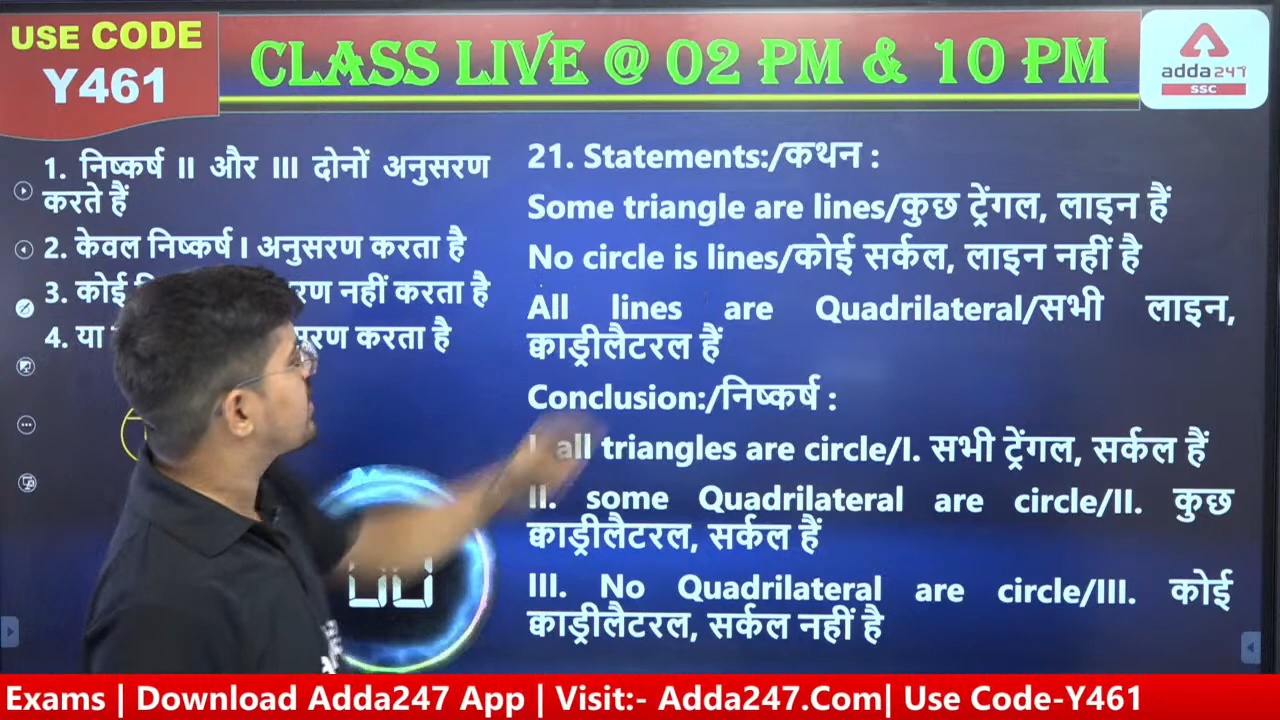 USE CODE
Y461
CLASS LIVE @ 02 PM & 10 PM
adda247
SSC
1. निष्कर्ष II और III दोनों अनुसरण
करते हैं
2. केवल निष्कर्ष I अनुसरण करता है
3. कोई नहीं करता है
4. या करता है
21. Statements:/कथन :
Some triangle are lines/कुछ ट्रेंगल, लाइन हैं
No circle is lines/कोई सर्कल, लाइन नहीं है
All lines are Quadrilateral/सभी लाइन,
क्वाड्रीलैटरल हैं
Conclusion:/निष्कर्ष :
all triangles are circle/I. सभी ट्रेंगल, सर्कल हैं
II. some Quadrilateral are circle/II. कुछ
क्वाड्रीलैटरल, सर्कल हैं
III. No Quadrilateral are circle/III. कोई
क्वाड्रीलैटरल, सर्कल नहीं है
00
Exams | Download Adda247 App | Visit:- Adda247.Com| Use Code-Y461